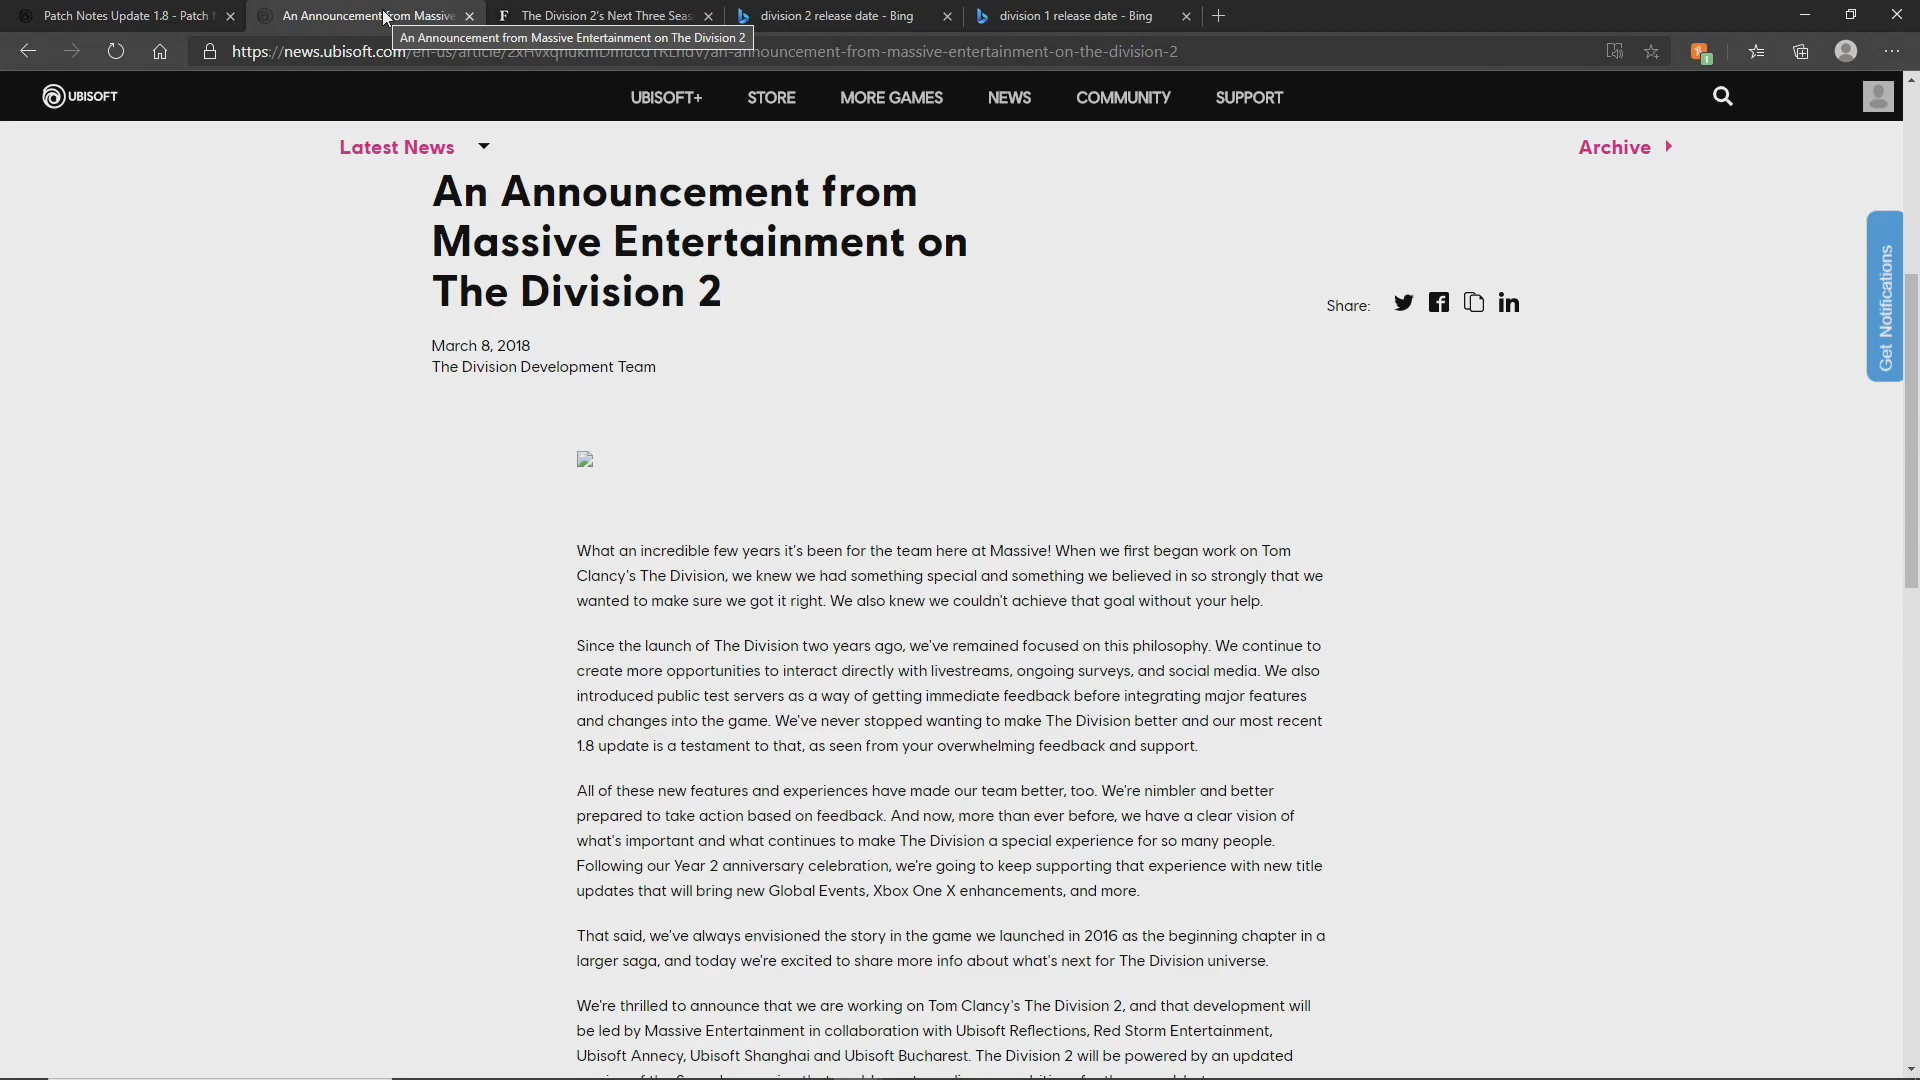 Patch Notes Update 1.8 - Patch
An Announcement from Massive
The Division 2's Next Three Seas
division 2 release date - Bing
division 1 release date - Bing
An Announcement from Massive Entertainment on The Division 2
https://news.ubisoft.com/en-us/article/ /an-announcement-from-massive-entertainment-on-the-division-2
1
UBISOFT
UBISOFT+
STORE
MORE GAMES
NEWS
COMMUNITY
SUPPORT
Latest News
Archive
An Announcement from
Massive Entertainment on
The Division 2
Share:
Get Notifications
March 8, 2018
The Division Development Team
What an incredible few years it's been for the team here at Massive! When we first began work on Tom
Clancy's The Division, we knew we had something special and something we believed in so strongly that we
wanted to make sure we got it right. We also knew we couldn't achieve that goal without your help.
Since the launch of The Division two years ago, we've remained focused on this philosophy. We continue to
create more opportunities to interact directly with livestreams, ongoing surveys, and social media. We also
introduced public test servers as a way of getting immediate feedback before integrating major features
and changes into the game. We've never stopped wanting to make The Division better and our most recent
1.8 update is a testament to that, as seen from your overwhelming feedback and support.
All of these new features and experiences have made our team better, too. We're nimbler and better
prepared to take action based on feedback. And now, more than ever before, we have a clear vision of
what's important and what continues to make The Division a special experience for so many people.
Following our Year 2 anniversary celebration, we're going to keep supporting that experience with new title
updates that will bring new Global Events, Xbox One X enhancements, and more.
That said, we've always envisioned the story in the game we launched in 2016 as the beginning chapter in a
larger saga, and today we're excited to share more info about what's next for The Division universe.
We're thrilled to announce that we are working on Tom Clancy's The Division 2, and that development will
be led by Massive Entertainment in collaboration with Ubisoft Reflections, Red Storm Entertainment,
Ubisoft Annecy, Ubisoft Shanghai and Ubisoft Bucharest. The Division 2 will be powered by an updated